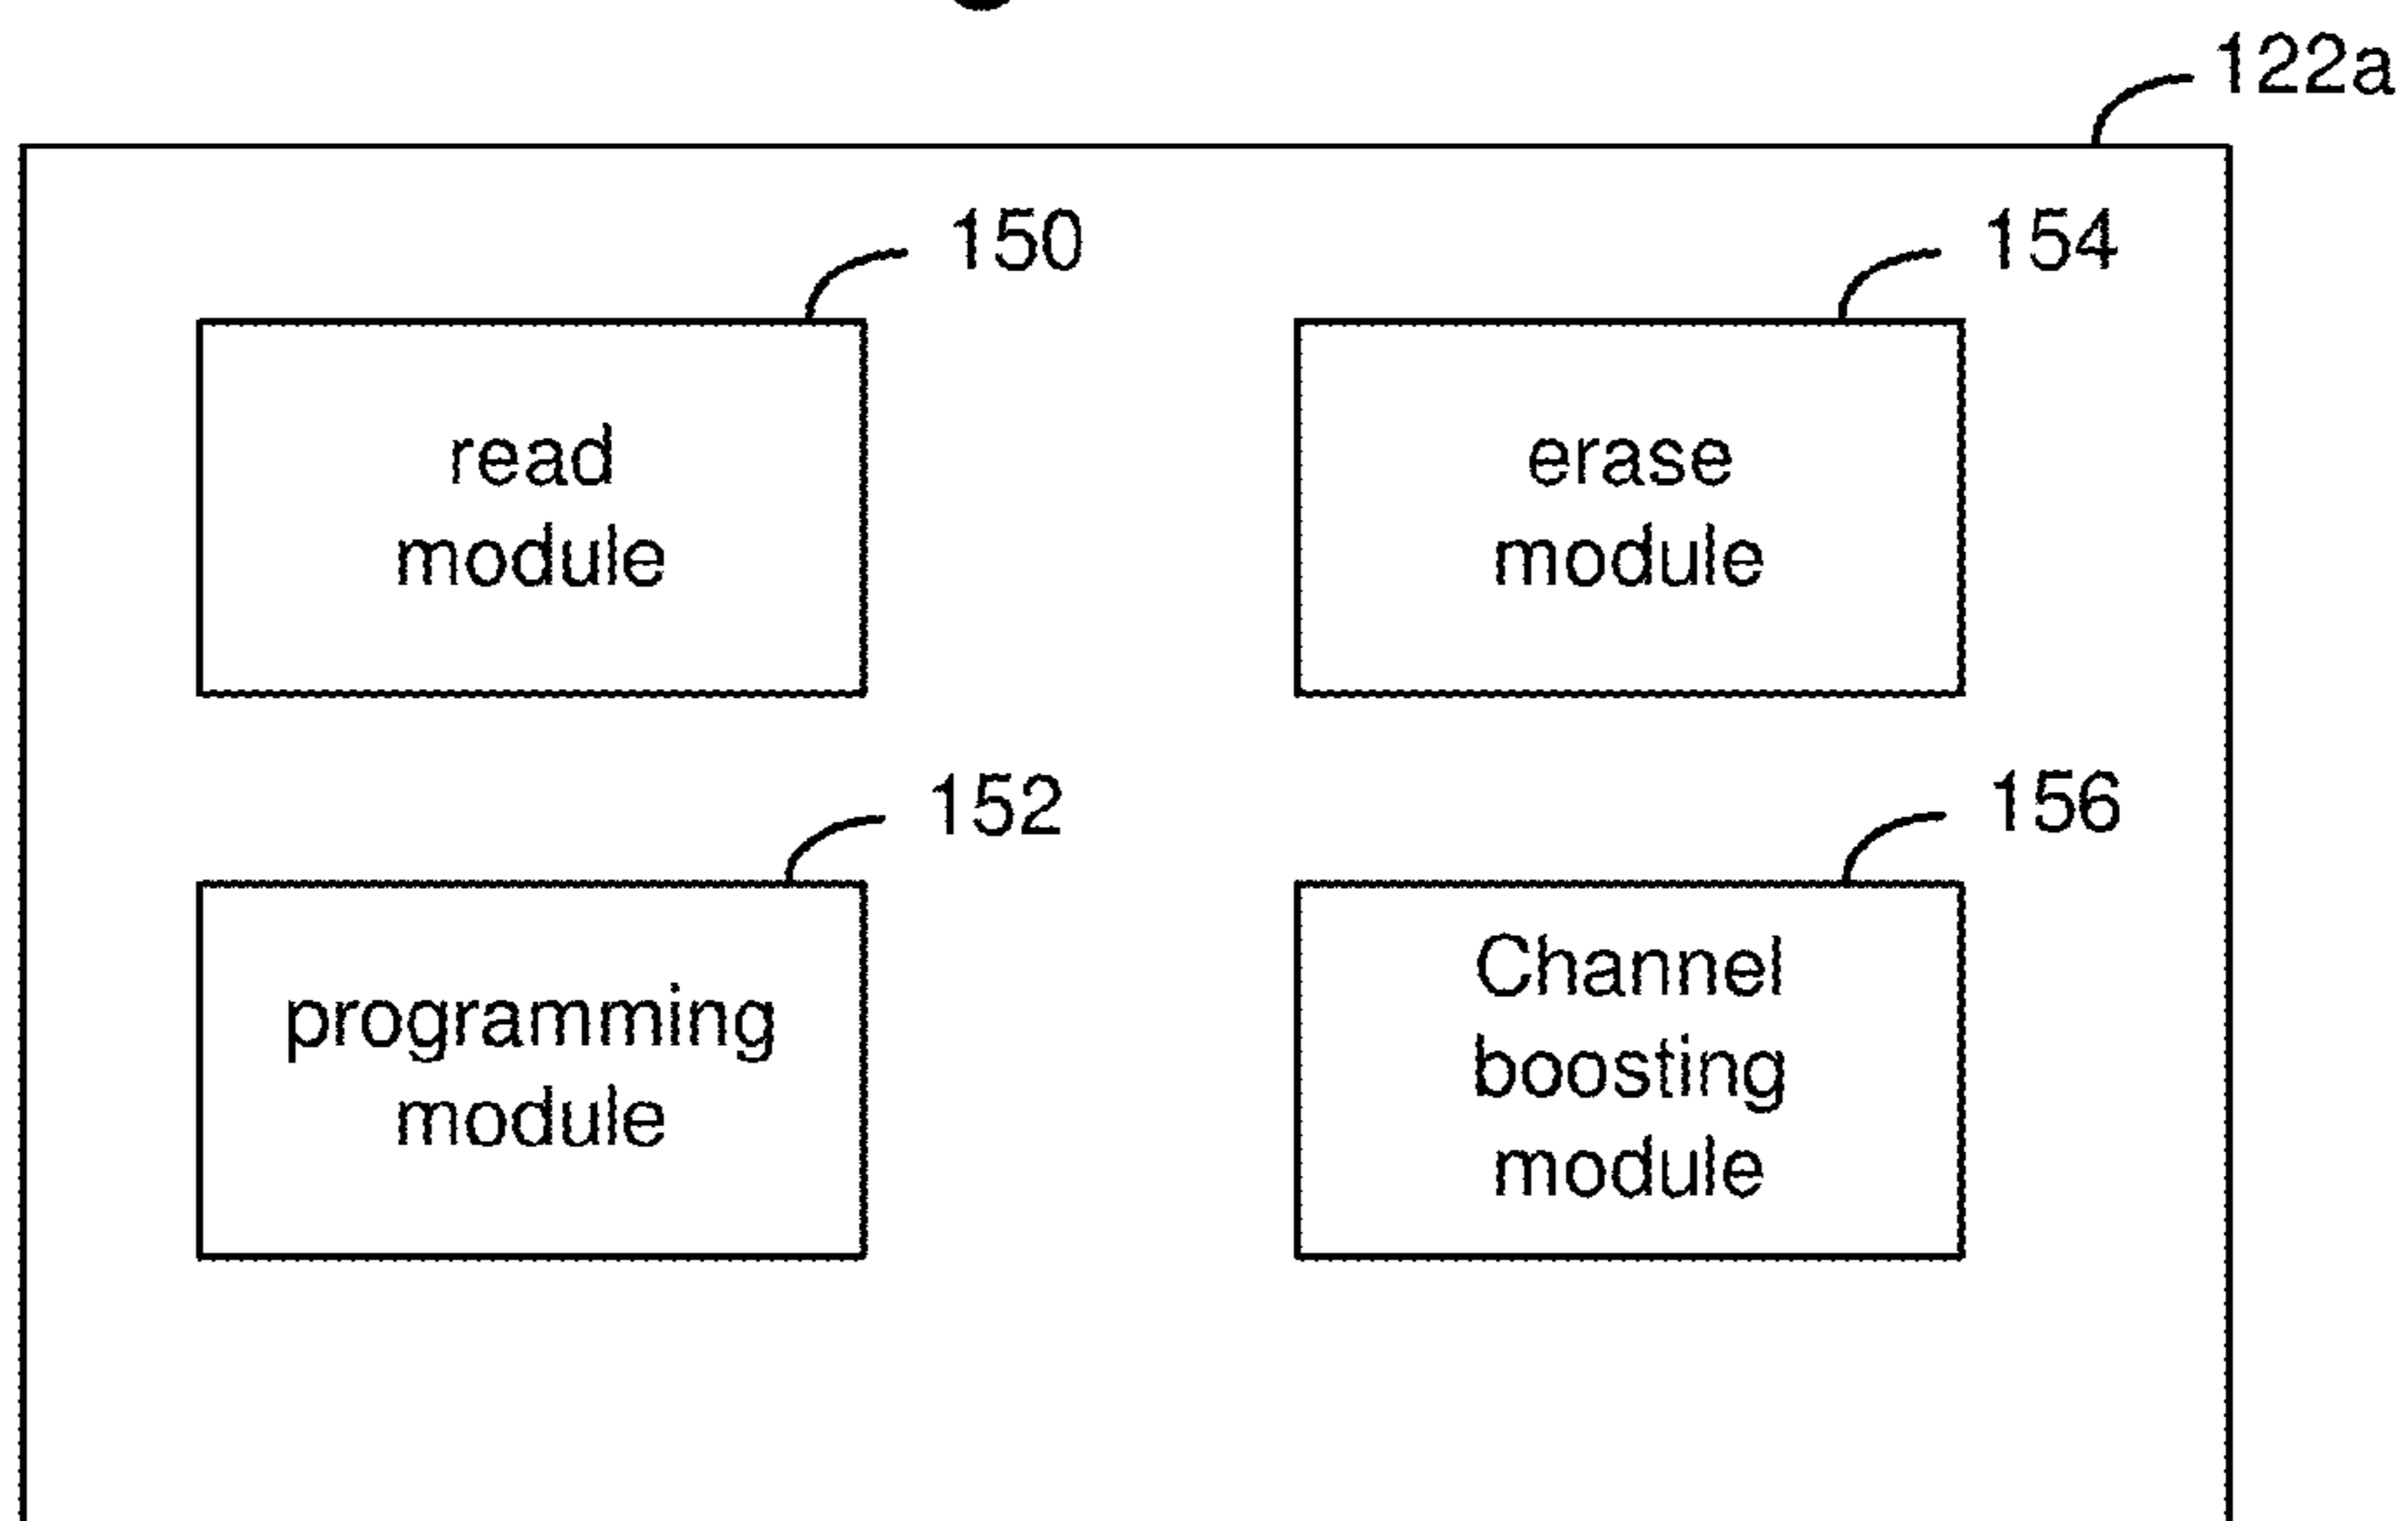 122a
150
read
module
154
erase
module
152
programming
module
156
Channel
boosting
module